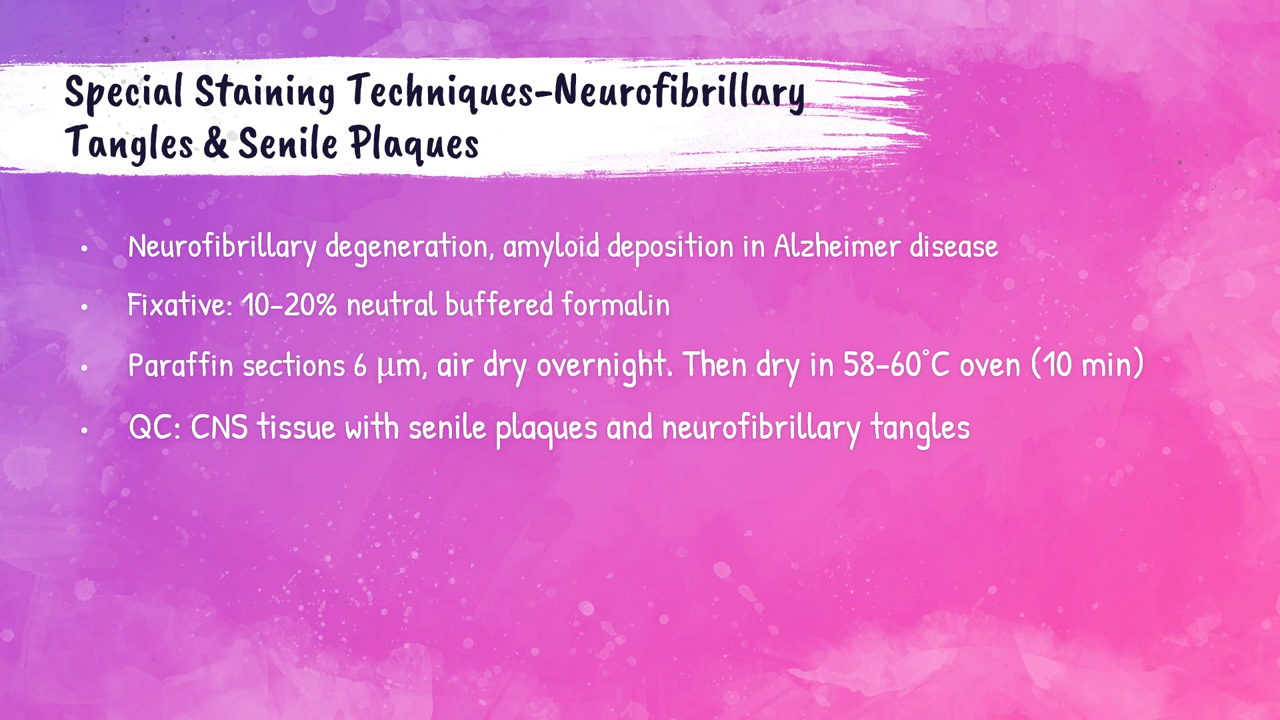 Special Staining Techniques-Neurofibrillary
Tangles & Senile Plaques
• Neurofibrillary degeneration, amyloid deposition in Alzheimer disease
• Fixative: 10-20% neutral buffered formalin
• Paraffin sections 6 μm, air dry overnight. Then dry in 58-60°C oven (10 min)
• QC: CNS tissue with senile plaques and neurofibrillary tangles